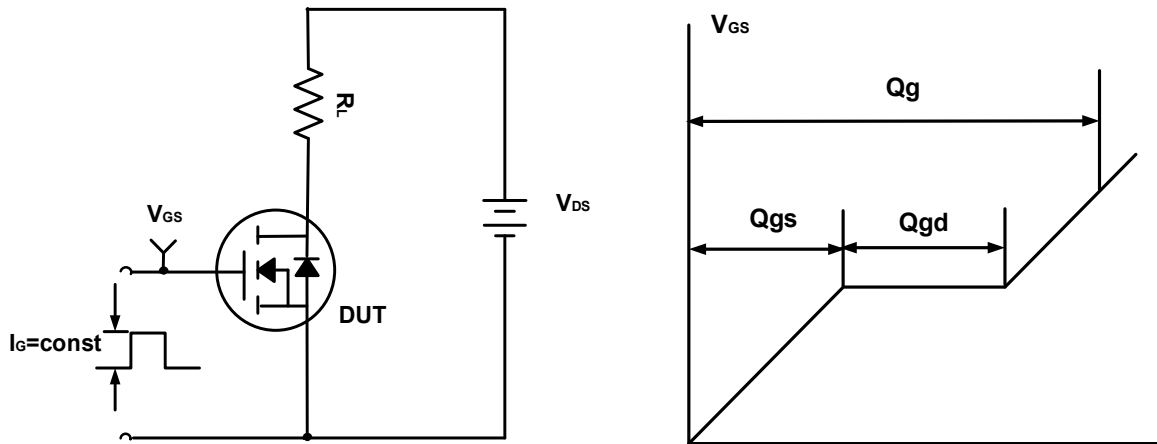 RL
VGS
VDS
DUT
IG=const
VGS
Qg
Qgs
Qgd